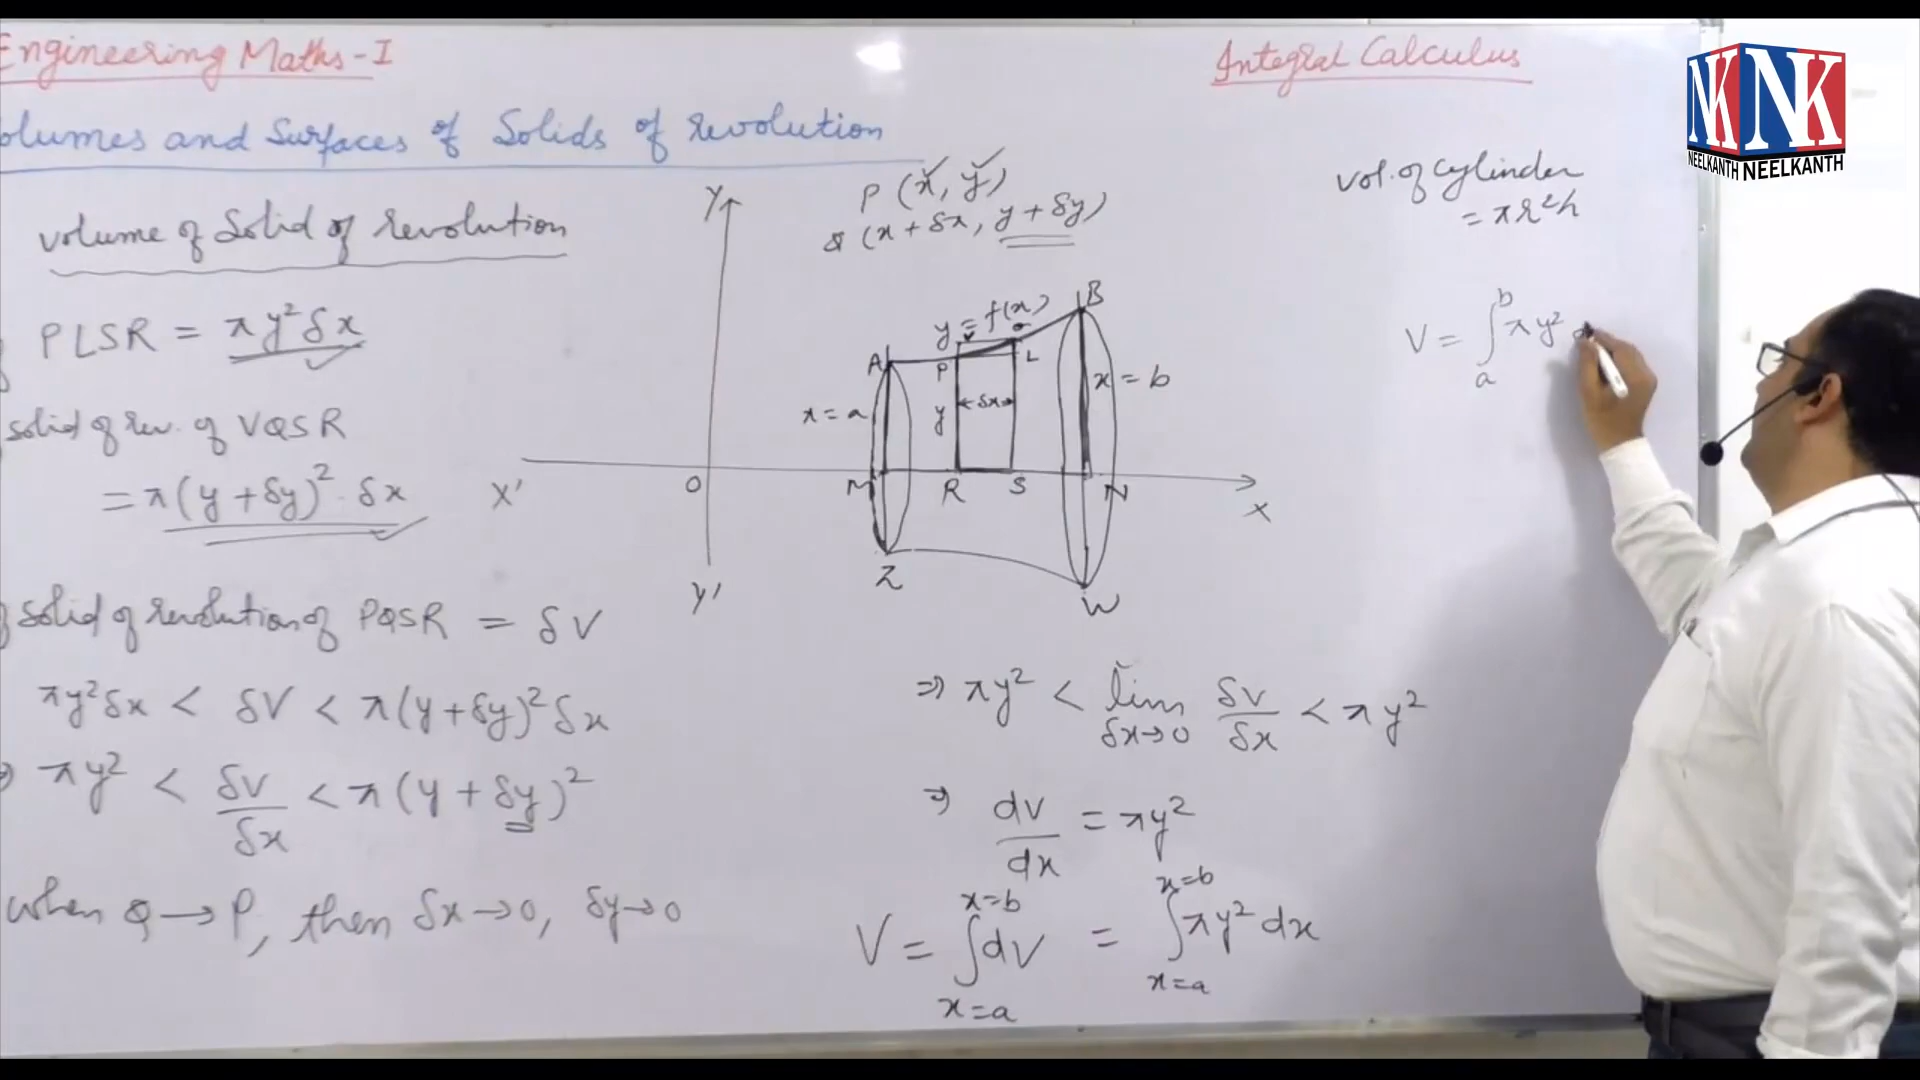 Engineering Maths-I
Integral Calculus
NK NK
NEELKANTH NEELKANTH
olumes and Surfaces of Solids of revolution
volume of Solid of revolution
PLSR = πy²δx
solid of rev. of VQSR
= π(y+δy)²·δx
solid of revolution of PQSR = δV
πy²δx < δV < π(y+δy)²δx
πy² < δV/δx < π(y+δy)²
when Q→P, then δx→0, δy→0
P (x, y)
Q (x+δx, y+δy)
Y
y = f(x)
B
A
P
L
x = a
y
δx
x = b
X'
O
M
R
S
N
X
Z
W
Y'
⇒ πy² < lim δx→0 δV/δx < πy²
⇒ dV/dx = πy²
V = ∫ x=a x=b dV = ∫ x=a x=b πy² dx
vol. of cylinder
= πr²h
V = ∫ a b πy²